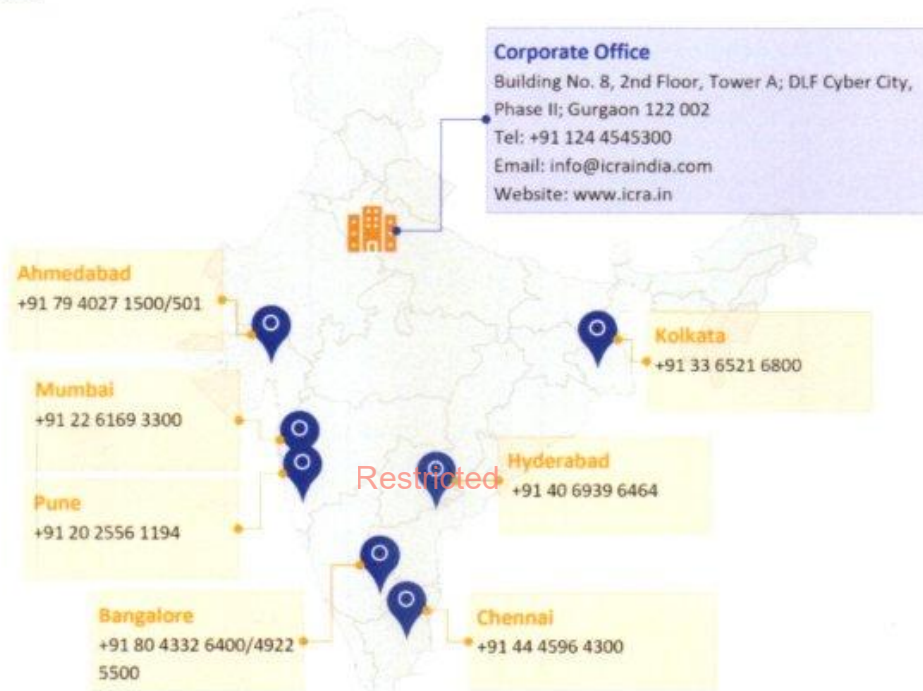 Corporate Office
Building No. 8, 2nd Floor, Tower A; DLF Cyber City,
Phase II; Gurgaon 122 002
Tel: +91 124 4545300
Email: info@icraindia.com
Website: www.icra.in
Ahmedabad
+91 79 4027 1500/501
Kolkata
+91 33 6521 6800
Mumbai
+91 22 6169 3300
Restricted
Hyderabad
+91 40 6939 6464
Pune
+91 20 2556 1194
Bangalore
+91 80 4332 6400/4922
5500
Chennai
+91 44 4596 4300